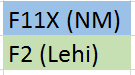 F11X (NM)
F2 (Lehi)